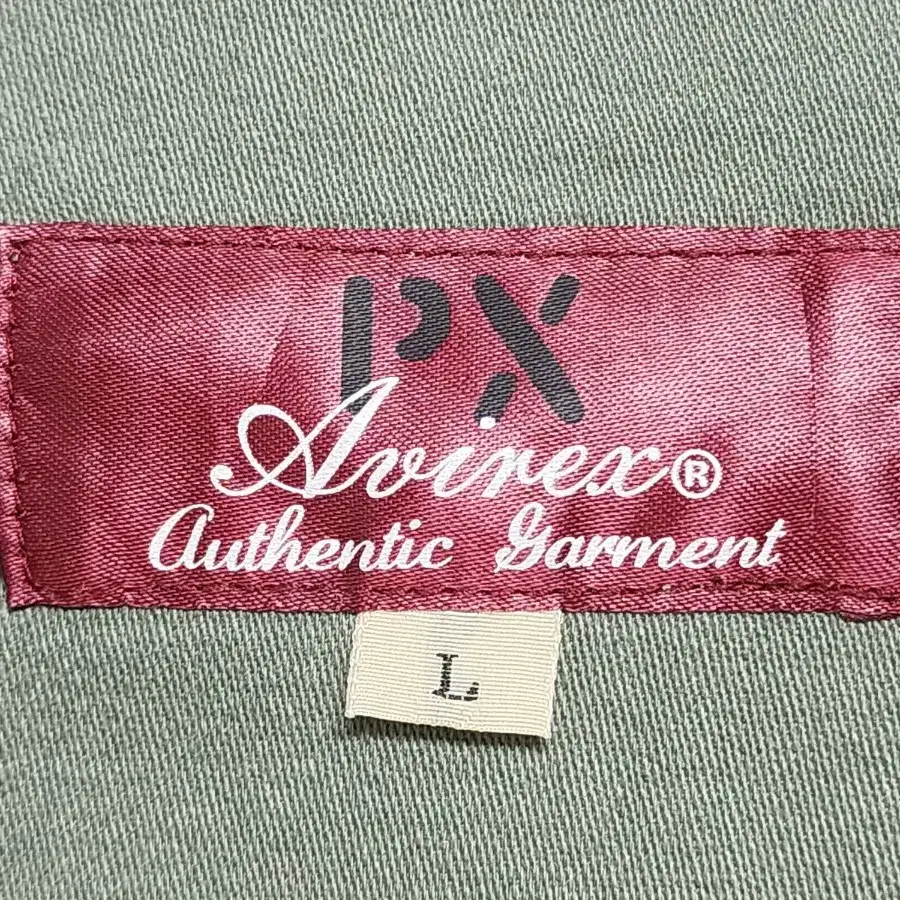 PX
Avirex®
Authentic Garment
L